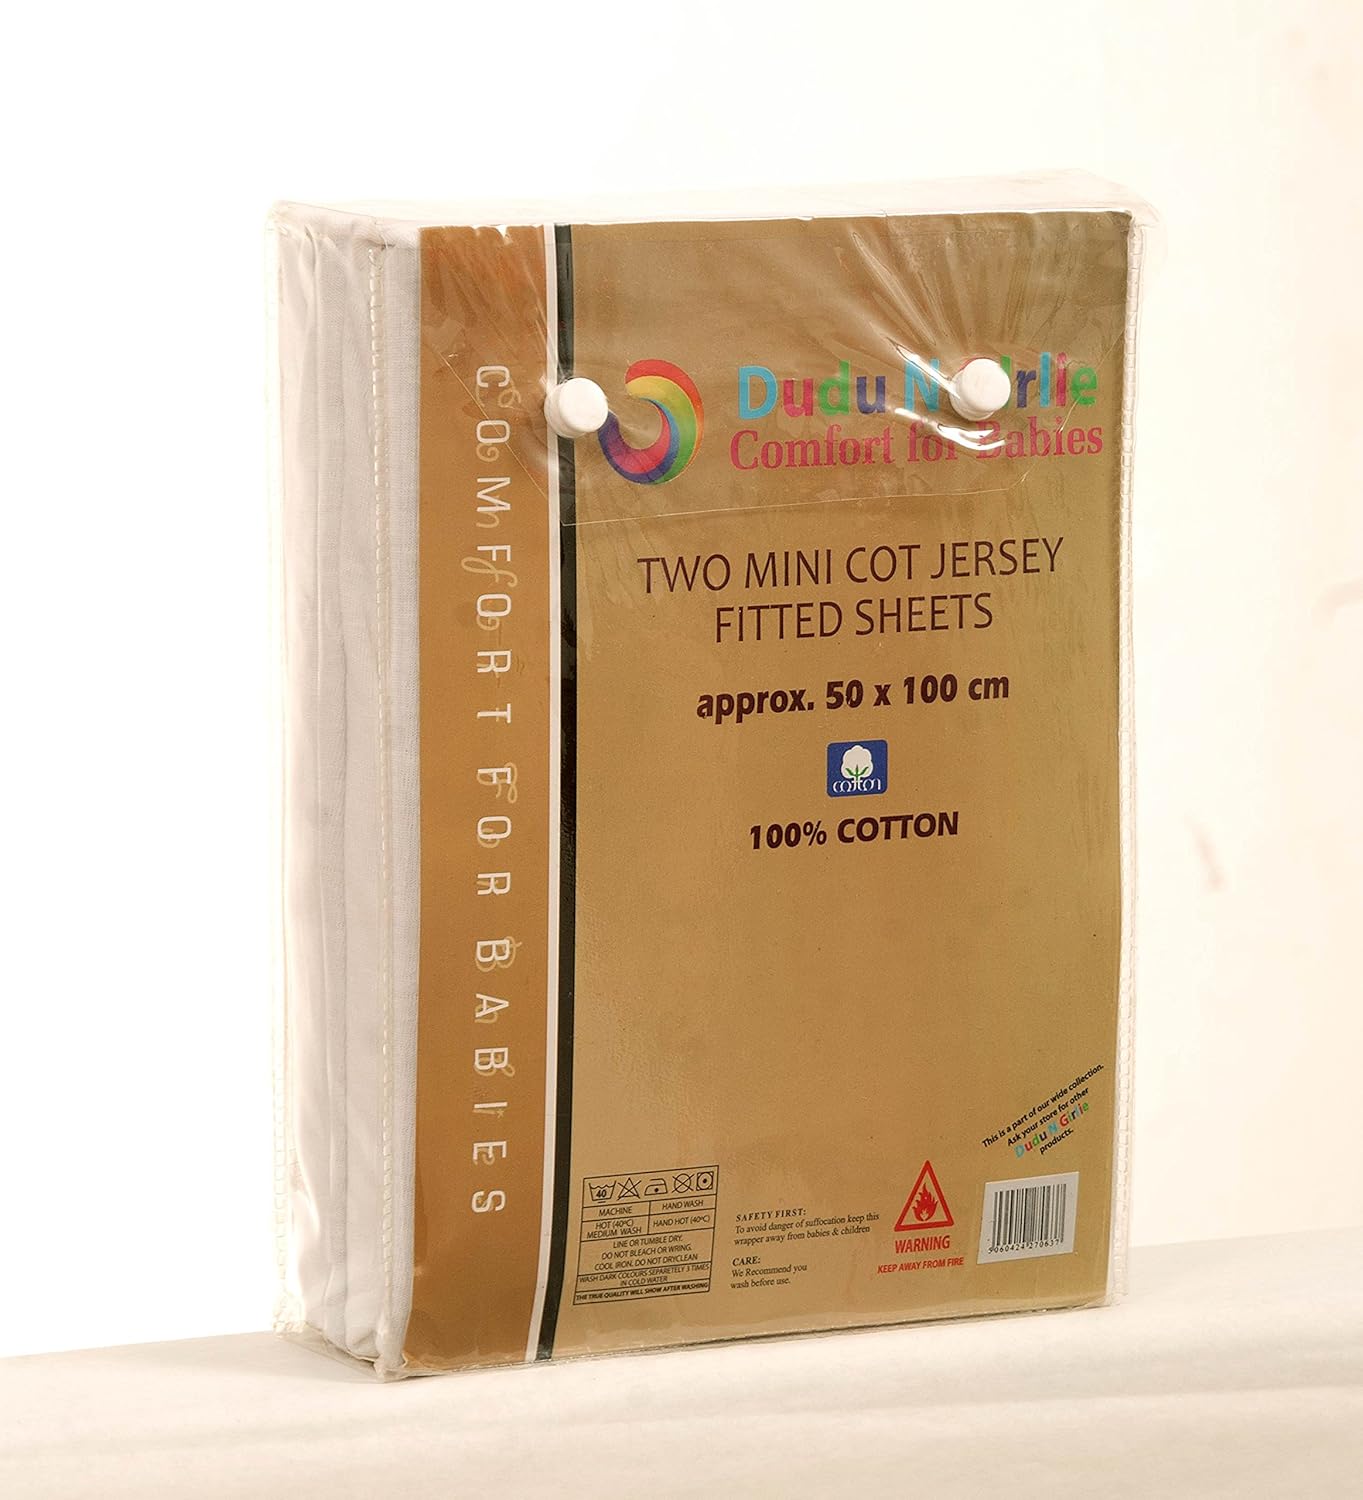 COMFORT FOR BABIES
Comfort for Babies
Dudu N Girlie
Comfort for Babies
TWO MINI COT JERSEY
FITTED SHEETS
approx. 50 x 100 cm
cotton
100% COTTON
This is a part of our wide collection.
Ask your store for other
Dudu N Girlie
products.
40
MACHINE HAND WASH
HOT (40ºC) HAND HOT (40ºC)
MEDIUM WASH
LINE OR TUMBLE DRY.
DO NOT BLEACH OR WRING.
COOL IRON. DO NOT DRYCLEAN
WASH DARK COLOURS SEPARETELY 3 TIMES
IN COLD WATER
THE TRUE QUALITY WILL SHOW AFTER WASHING
SAFETY FIRST:
To avoid danger of suffocation keep this
wrapper away from babies & children
CARE:
We Recommend you
wash before use.
WARNING
KEEP AWAY FROM FIRE